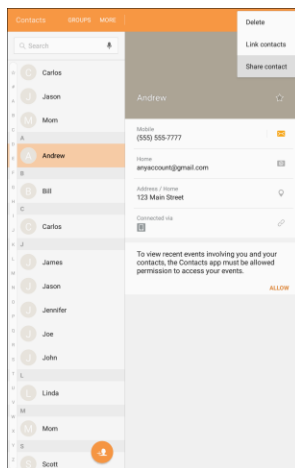 Contacts GROUPS MORE
Search
Carlos
Jason
Mom
A
Andrew
B
Bill
C
Carlos
J
James
Jason
Jennifer
Joe
John
L
Linda
M
Mom
S
Scott
Delete
Link contacts
Share contact
Andrew
Mobile
(555) 555-7777
Home
anyaccount@gmail.com
Address / Home
123 Main Street
Connected via
To view recent events involving you and your
contacts, the Contacts app must be allowed
permission to access your events.
ALLOW